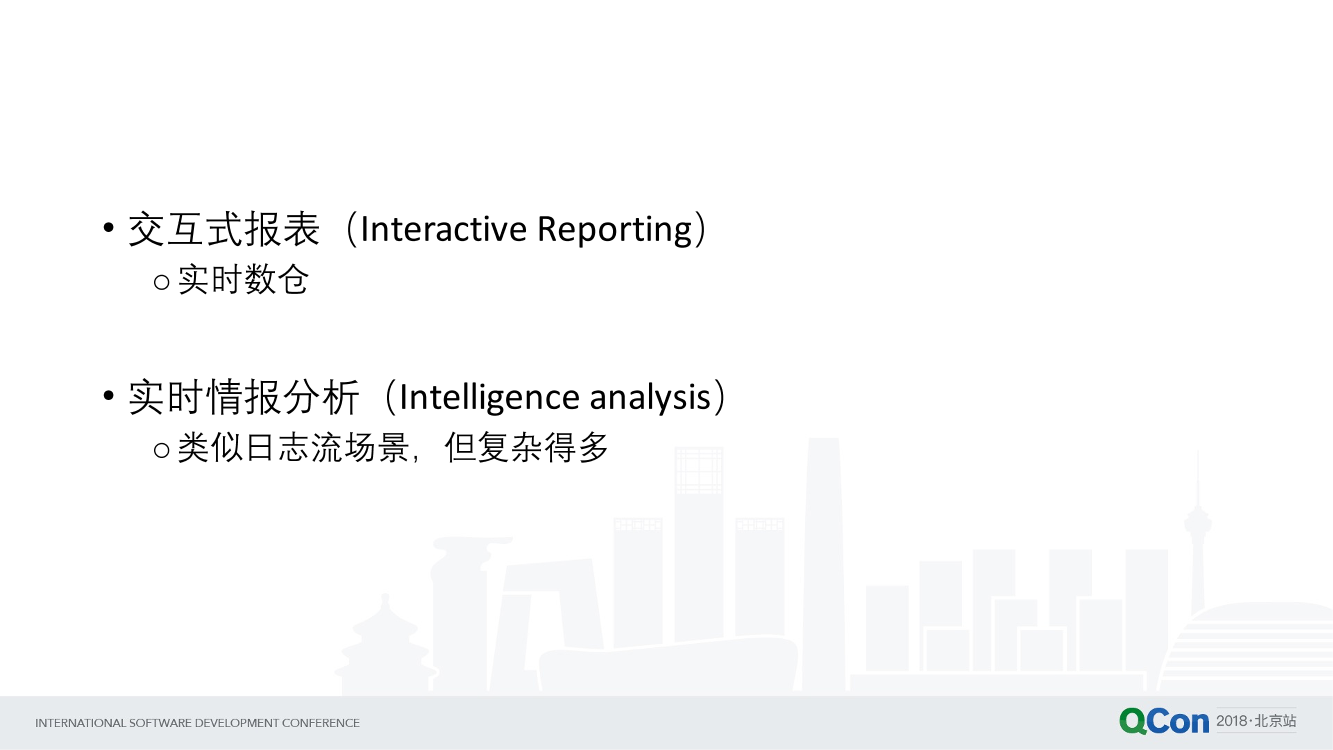 • 交互式报表（Interactive Reporting）
o 实时数仓
• 实时情报分析（Intelligence analysis）
o 类似日志流场景，但复杂得多
INTERNATIONAL SOFTWARE DEVELOPMENT CONFERENCE
QCon 2018·北京站